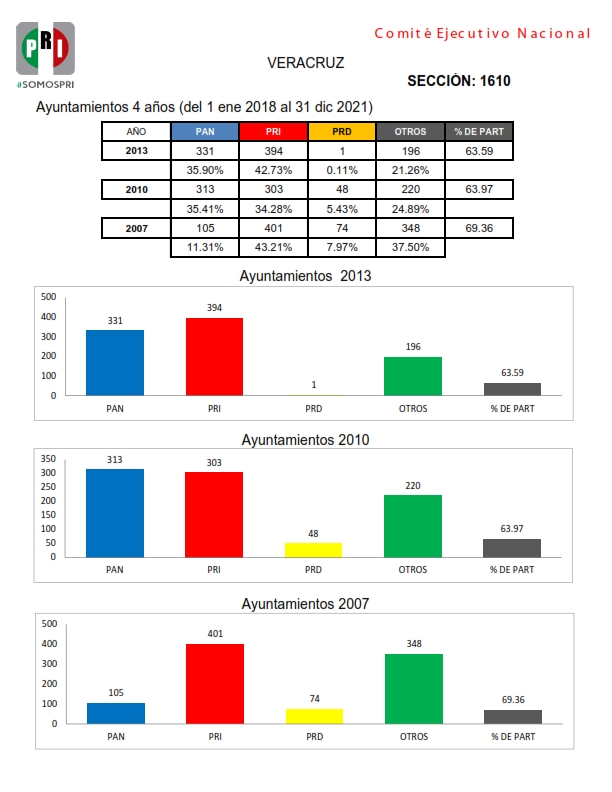 PRI
#SOMOSPRI
Comité Ejecutivo Nacional
VERACRUZ
SECCIÓN: 1610
Ayuntamientos 4 años (del 1 ene 2018 al 31 dic 2021)
AÑO PAN PRI PRD OTROS % DE PART
2013 331 394 1 196 63.59
35.90% 42.73% 0.11% 21.26%
2010 313 303 48 220 63.97
35.41% 34.28% 5.43% 24.89%
2007 105 401 74 348 69.36
11.31% 43.21% 7.97% 37.50%
Ayuntamientos 2013
500
400
300
200
100
0
331 394 1 196 63.59
PAN PRI PRD OTROS % DE PART
Ayuntamientos 2010
350
300
250
200
150
100
50
0
313 303 48 220 63.97
PAN PRI PRD OTROS % DE PART
Ayuntamientos 2007
500
400
300
200
100
0
105 401 74 348 69.36
PAN PRI PRD OTROS % DE PART